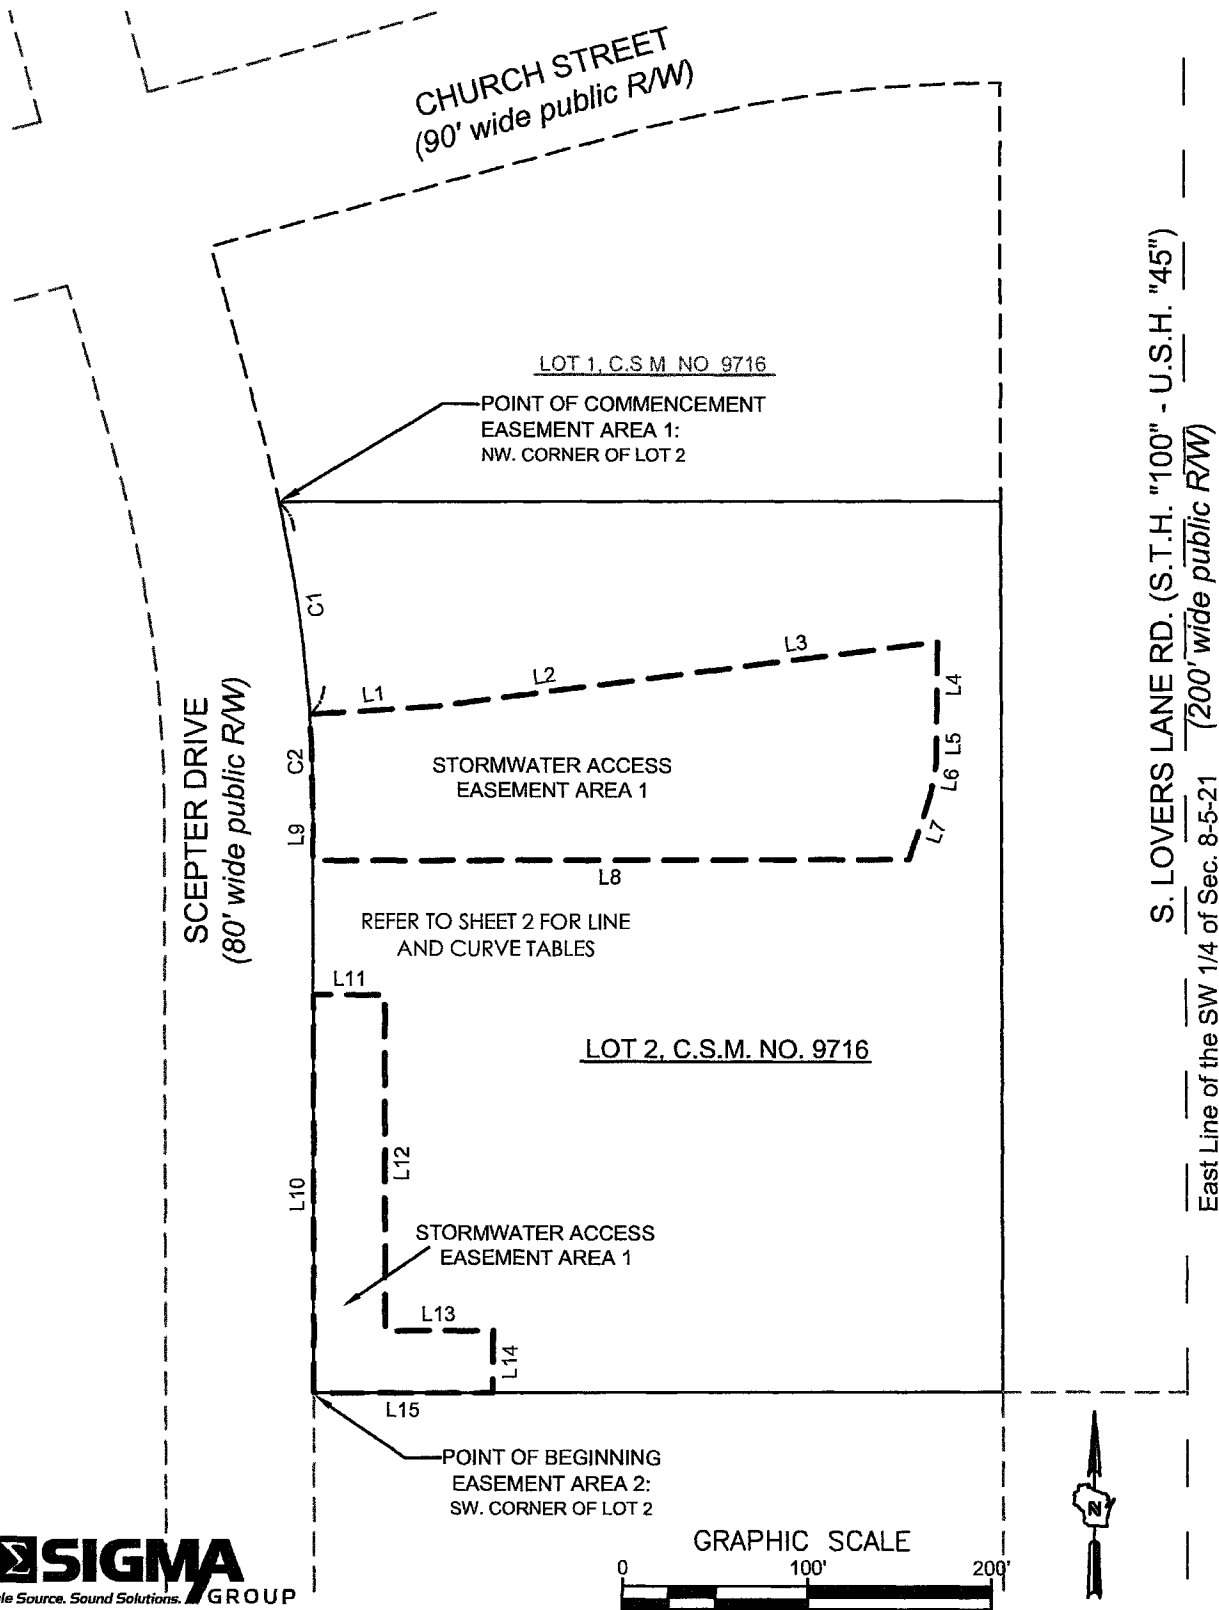 CHURCH STREET
(90' wide public R/W)
LOT 1, C.S M NO 9716
POINT OF COMMENCEMENT
EASEMENT AREA 1:
NW. CORNER OF LOT 2
S. LOVERS LANE RD. (S.T.H. "100" - U.S.H. "45")
(200' wide public R/W)
East Line of the SW 1/4 of Sec. 8-5-21
C1
L3
L2
L1
L4
SCEPTER DRIVE
(80' wide public R/W)
C2
L5
STORMWATER ACCESS
EASEMENT AREA 1
L6
L9
L7
L8
REFER TO SHEET 2 FOR LINE
AND CURVE TABLES
L11
LOT 2, C.S.M. NO. 9716
L12
L10
STORMWATER ACCESS
EASEMENT AREA 1
L13
L14
L15
POINT OF BEGINNING
EASEMENT AREA 2:
SW. CORNER OF LOT 2
N
GRAPHIC SCALE
0 100' 200'
Σ SIGMA
GROUP
le Source. Sound Solutions.